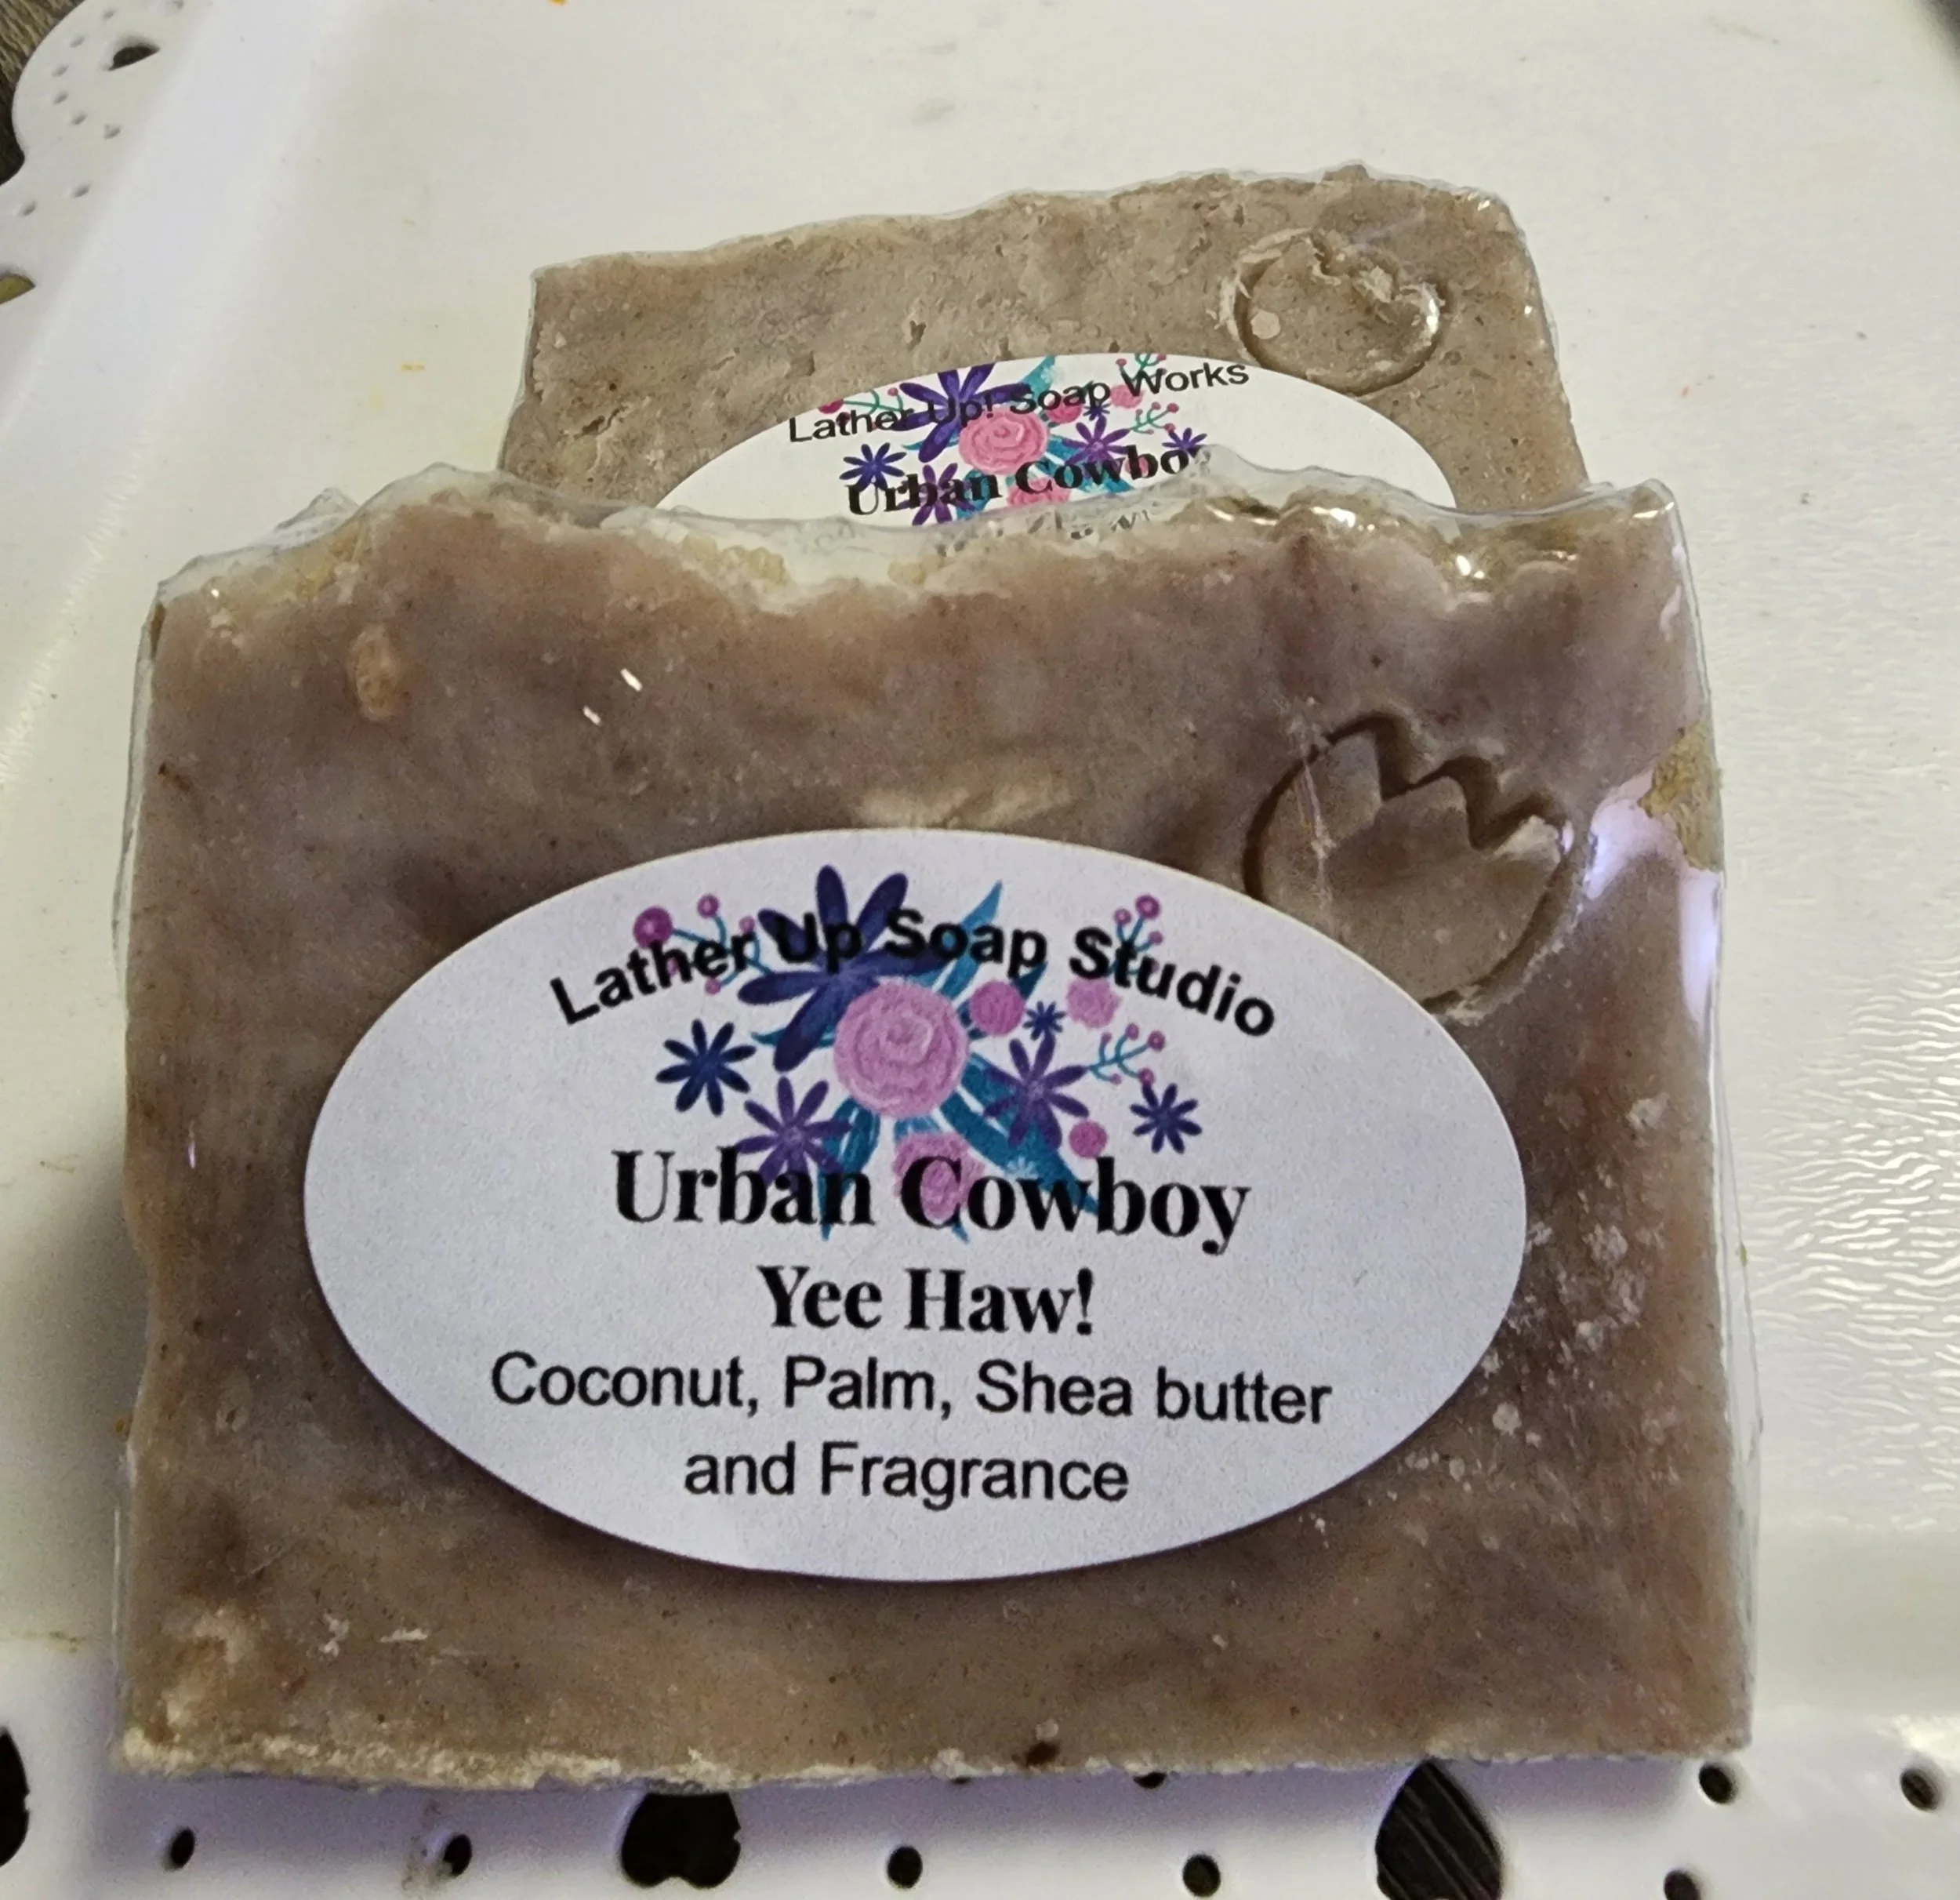 Lather Up! Soap Works
Urban Cowboy
Lather Up Soap Studio
Urban Cowboy
Yee Haw!
Coconut, Palm, Shea butter
and Fragrance